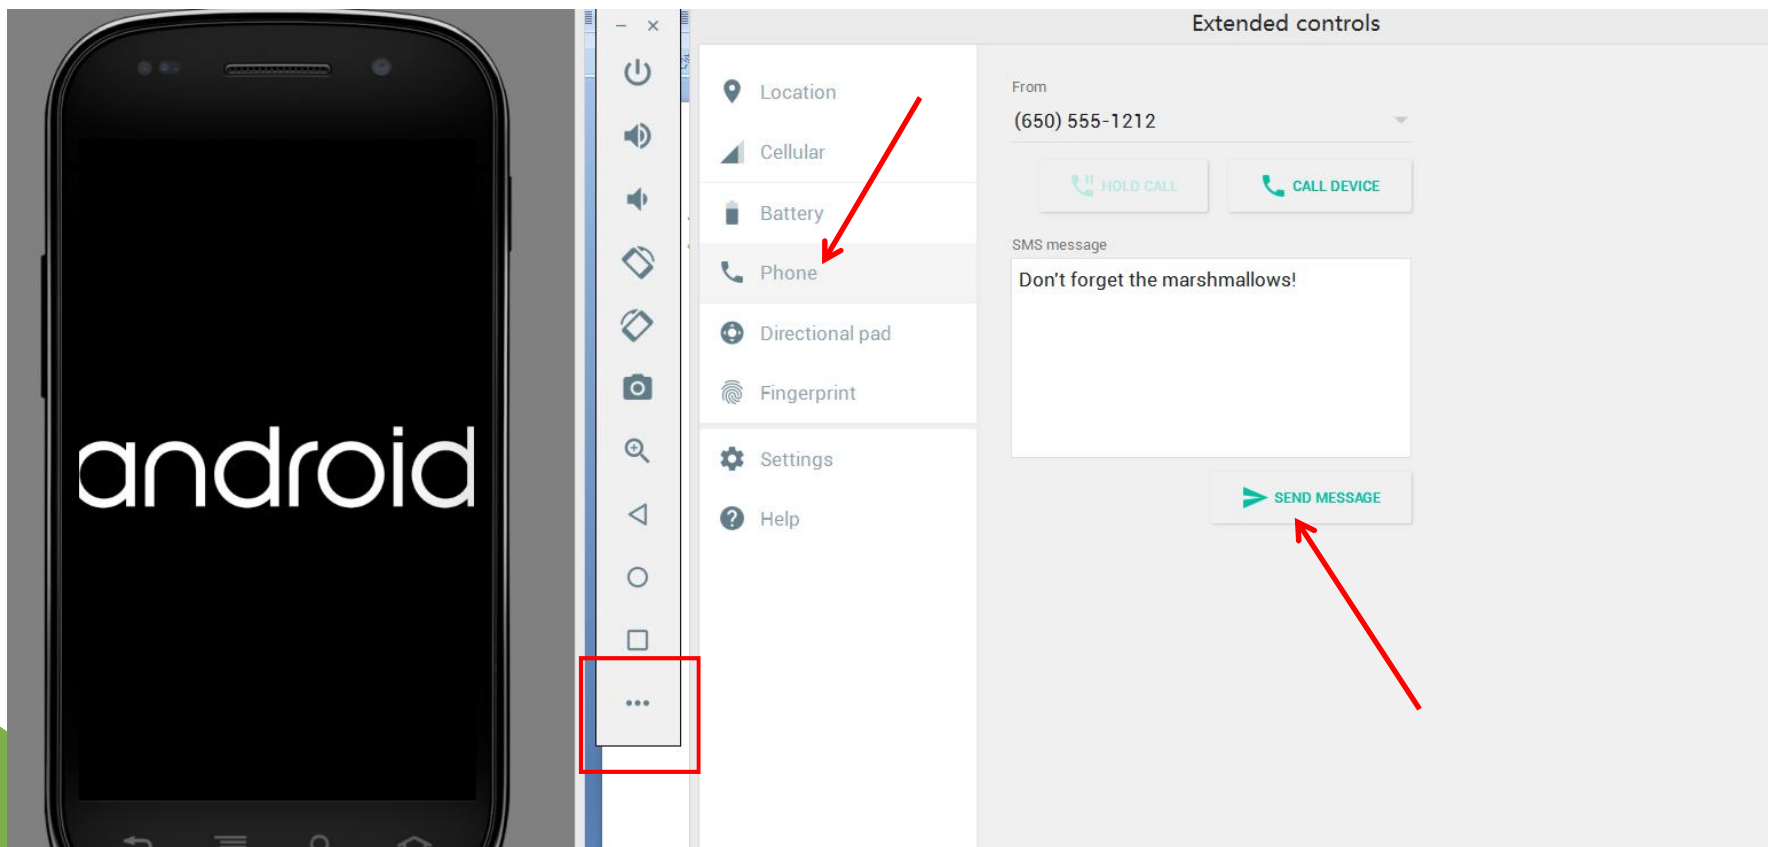 android
Extended controls
Location
Cellular
Battery
Phone
Directional pad
Fingerprint
Settings
Help
From
(650) 555-1212
HOLD CALL
CALL DEVICE
SMS message
Don't forget the marshmallows!
SEND MESSAGE